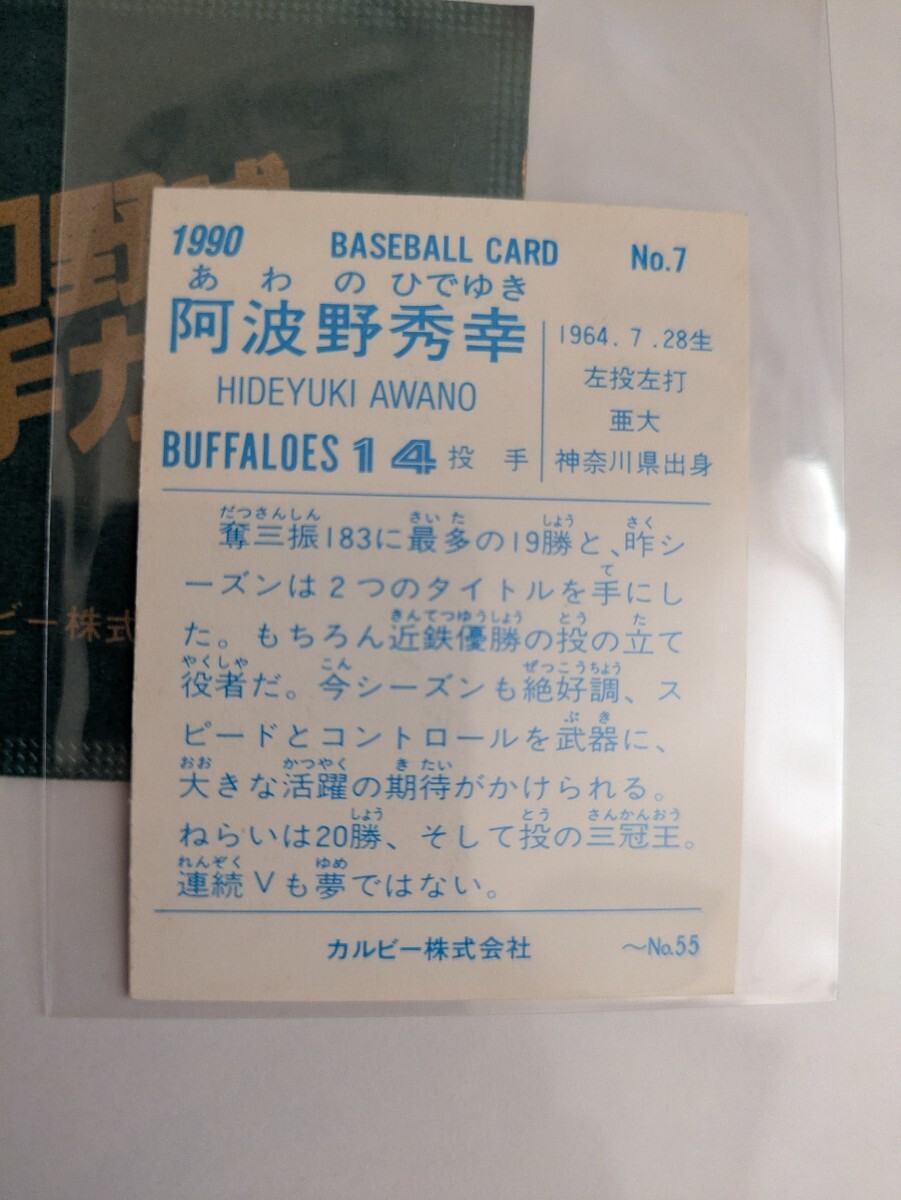 1990 BASEBALL CARD No.7
あわの ひでゆき
阿波野秀幸
HIDEYUKI AWANO
BUFFALOES 14 投手
1964.7.28生
左投左打
亜大
神奈川県出身
だつさんしん さいた しょう さく
奪三振183に最多の19勝と、昨シ
て
ーズンは2つのタイトルを手にし
きんてつゆうしょう とう た
た。もちろん近鉄優勝の投の立て
やくしゃ こん ぜっこうちょう
役者だ。今シーズンも絶好調、ス
ぶき
ピードとコントロールを武器に、
おお かつやく きたい
大きな活躍の期待がかけられる。
しょう とう さんかんおう
ねらいは20勝、そして投の三冠王。
れんぞく ゆめ
連続Vも夢ではない。
カルビー株式会社 〜No.55
ビー株式